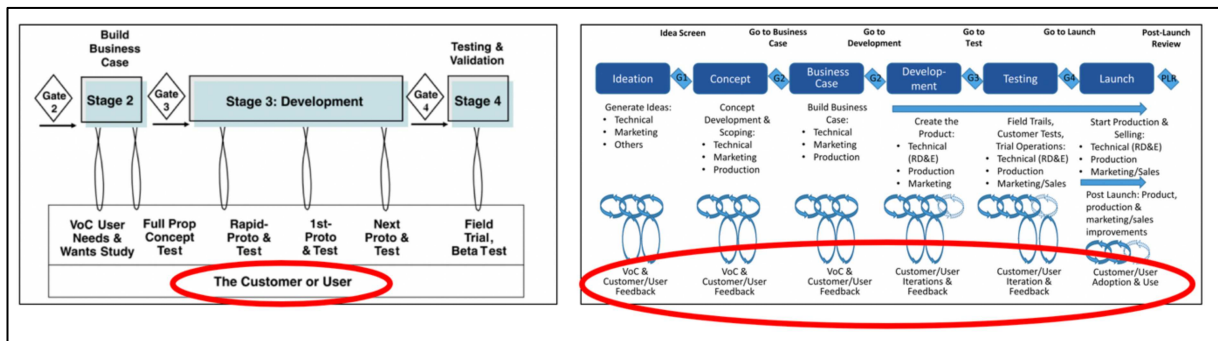 Build
Business
Case
Testing &
Validation
Gate
2
Stage 2
Gate
3
Stage 3: Development
Gate
4
Stage 4
VoC User
Needs &
Wants Study
Full Prop
Concept
Test
Rapid-
Proto &
Test
1st-
Proto &
Test
Next
Proto &
Test
Field
Trial,
Beta Test
The Customer or User
Idea Screen
Go to Business
Case
Go to
Development
Go to
Test
Go to Launch
Post-Launch
Review
Ideation
G1
Concept
G2
Business
Case
G2
Develop-
ment
G3
Testing
G4
Launch
PLR
Generate Ideas:
• Technical
• Marketing
• Others
Concept
Development &
Scoping:
• Technical
• Marketing
• Production
Build Business
Case:
• Technical
• Marketing
• Production
Create the
Product:
• Technical
(RD&E)
• Production
• Marketing
Field Trails,
Customer Tests,
Trial Operations:
• Technical (RD&E)
• Production
• Marketing/Sales
Start Production &
Selling:
• Technical (RD&E)
• Production
• Marketing/Sales
Post Launch: Product,
production &
marketing/sales
improvements
VoC &
Customer/User
Feedback
VoC &
Customer/User
Feedback
VoC &
Customer/User
Feedback
Customer/User
Iterations &
Feedback
Customer/User
Iteration &
Feedback
Customer/User
Adoption & Use